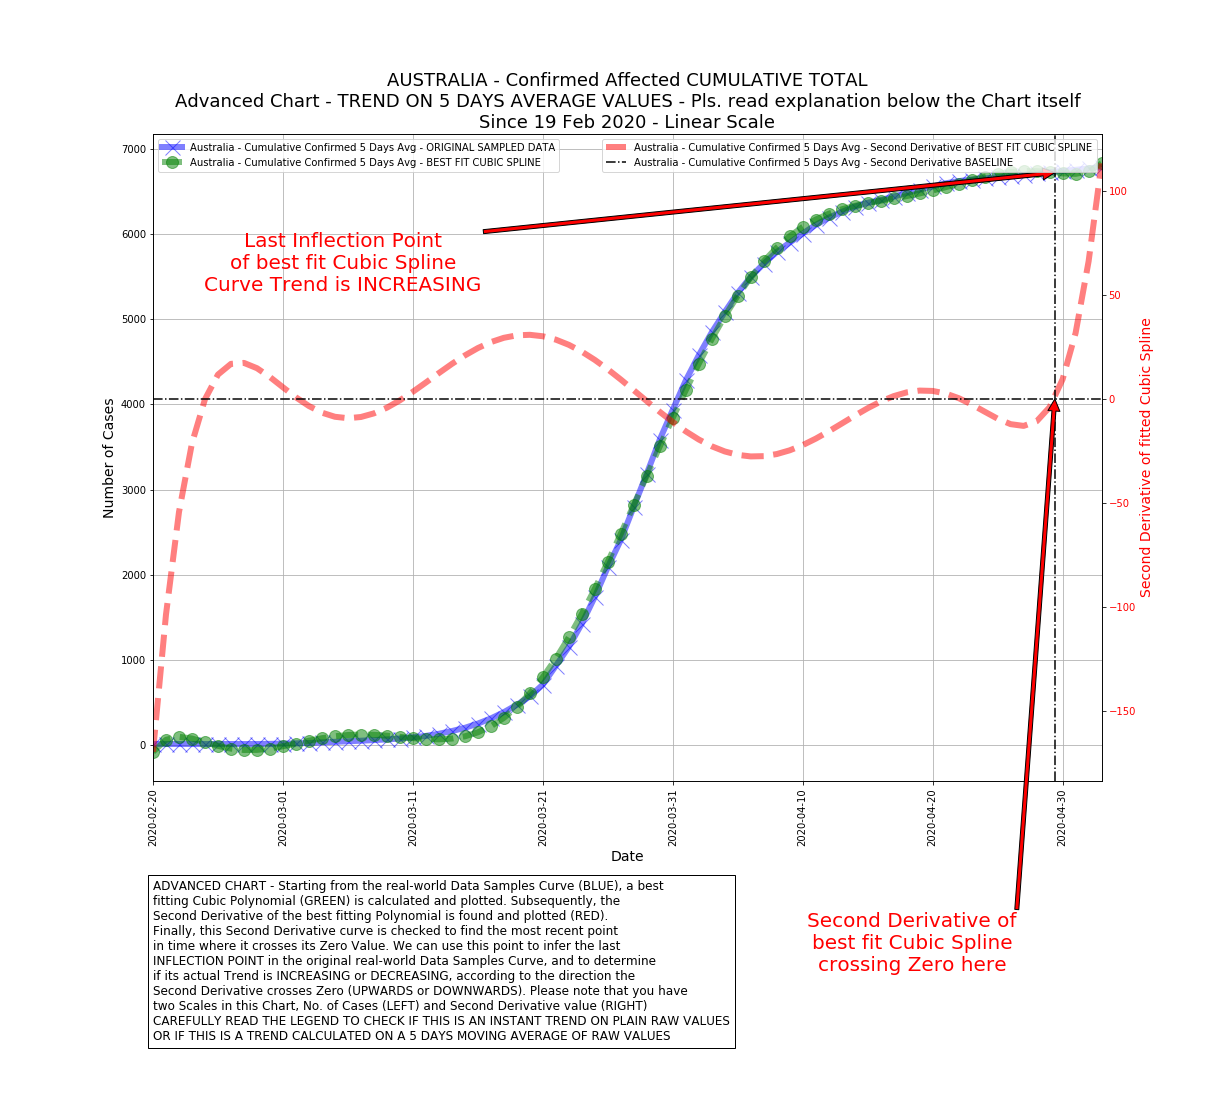 AUSTRALIA - Confirmed Affected CUMULATIVE TOTAL
Advanced Chart - TREND ON 5 DAYS AVERAGE VALUES - Pls. read explanation below the Chart itself
Since 19 Feb 2020 - Linear Scale
Australia - Cumulative Confirmed 5 Days Avg - ORIGINAL SAMPLED DATA
Australia - Cumulative Confirmed 5 Days Avg - BEST FIT CUBIC SPLINE
Australia - Cumulative Confirmed 5 Days Avg - Second Derivative of BEST FIT CUBIC SPLINE
Australia - Cumulative Confirmed 5 Days Avg - Second Derivative BASELINE
Last Inflection Point
of best fit Cubic Spline
Curve Trend is INCREASING
Number of Cases
7000
6000
5000
4000
3000
2000
1000
0
100
50
0
−50
−100
−150
Second Derivative of fitted Cubic Spline
2020-02-20
2020-03-01
2020-03-11
2020-03-21
2020-03-31
2020-04-10
2020-04-20
2020-04-30
Date
Second Derivative of
best fit Cubic Spline
crossing Zero here
ADVANCED CHART - Starting from the real-world Data Samples Curve (BLUE), a best
fitting Cubic Polynomial (GREEN) is calculated and plotted. Subsequently, the
Second Derivative of the best fitting Polynomial is found and plotted (RED).
Finally, this Second Derivative curve is checked to find the most recent point
in time where it crosses its Zero Value. We can use this point to infer the last
INFLECTION POINT in the original real-world Data Samples Curve, and to determine
if its actual Trend is INCREASING or DECREASING, according to the direction the
Second Derivative crosses Zero (UPWARDS or DOWNWARDS). Please note that you have
two Scales in this Chart, No. of Cases (LEFT) and Second Derivative value (RIGHT)
CAREFULLY READ THE LEGEND TO CHECK IF THIS IS AN INSTANT TREND ON PLAIN RAW VALUES
OR IF THIS IS A TREND CALCULATED ON A 5 DAYS MOVING AVERAGE OF RAW VALUES